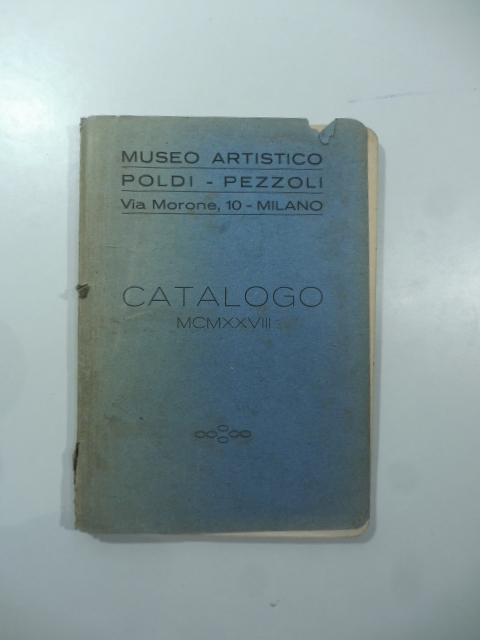 MUSEO ARTISTICO
POLDI - PEZZOLI
Via Morone, 10 - MILANO
CATALOGO
MCMXXVIII